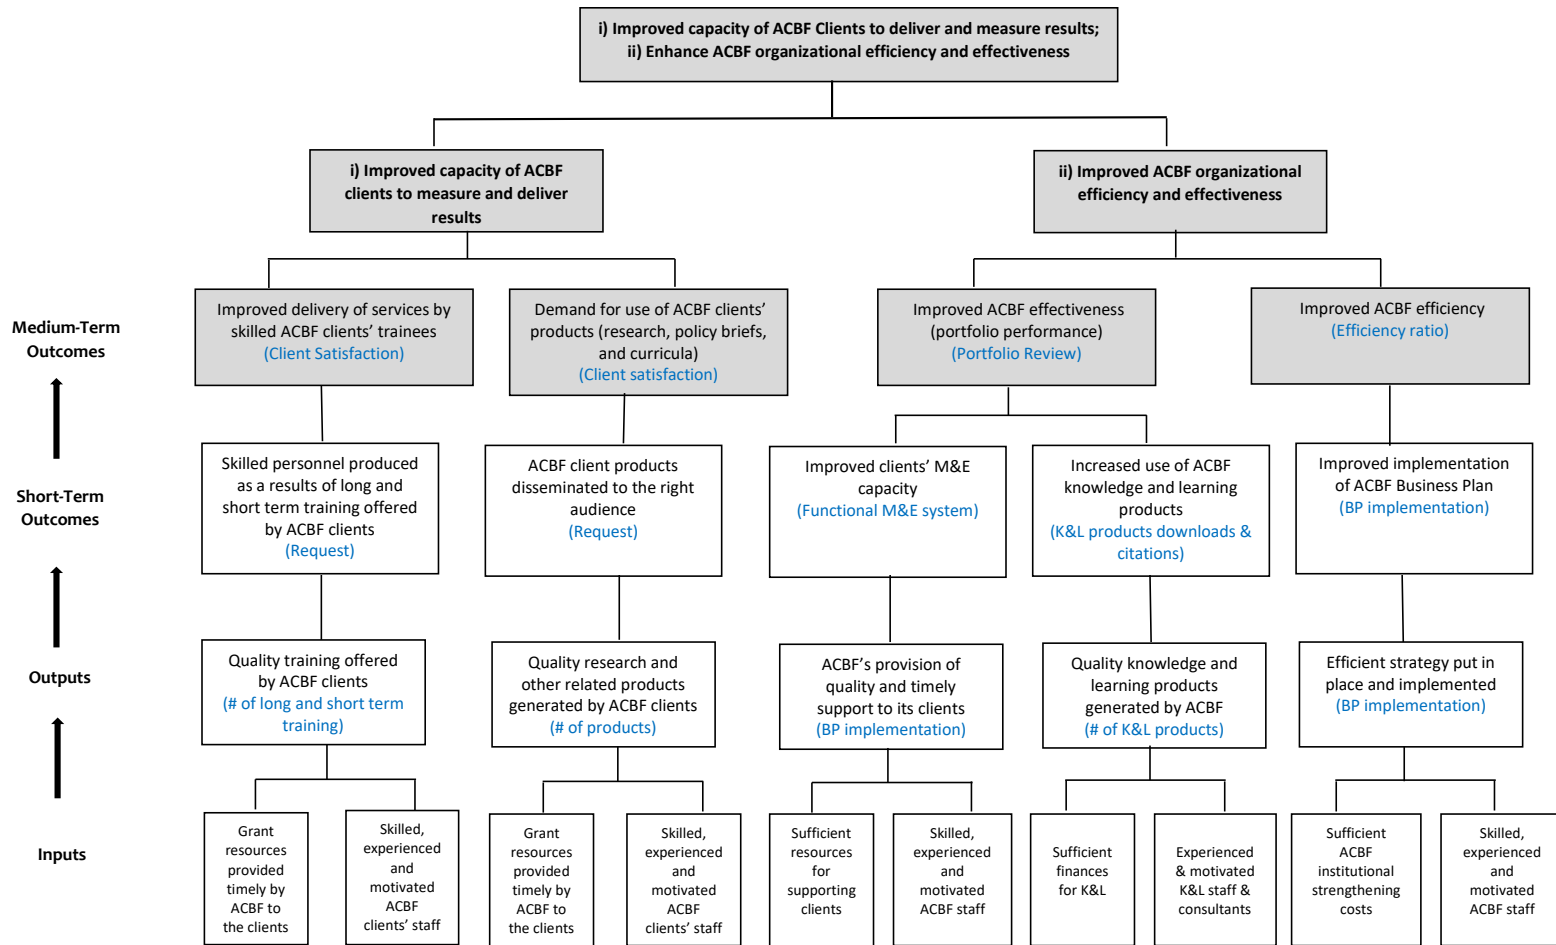 i) Improved capacity of ACBF Clients to deliver and measure results;
ii) Enhance ACBF organizational efficiency and effectiveness
i) Improved capacity of ACBF
clients to measure and deliver
results
ii) Improved ACBF organizational
efficiency and effectiveness
Medium-Term
Outcomes
Improved delivery of services by
skilled ACBF clients’ trainees
(Client Satisfaction)
Demand for use of ACBF clients’
products (research, policy briefs,
and curricula)
(Client satisfaction)
Improved ACBF effectiveness
(portfolio performance)
(Portfolio Review)
Improved ACBF efficiency
(Efficiency ratio)
Short-Term
Outcomes
Skilled personnel produced
as a results of long and
short term training offered
by ACBF clients
(Request)
ACBF client products
disseminated to the right
audience
(Request)
Improved clients’ M&E
capacity
(Functional M&E system)
Increased use of ACBF
knowledge and learning
products
(K&L products downloads &
citations)
Improved implementation
of ACBF Business Plan
(BP implementation)
Outputs
Quality training offered
by ACBF clients
(# of long and short term
training)
Quality research and
other related products
generated by ACBF clients
(# of products)
ACBF’s provision of
quality and timely
support to its clients
(BP implementation)
Quality knowledge and
learning products
generated by ACBF
(# of K&L products)
Efficient strategy put in
place and implemented
(BP implementation)
Inputs
Grant
resources
provided
timely by
ACBF to
the clients
Skilled,
experienced
and
motivated
ACBF
clients’ staff
Grant
resources
provided
timely by
ACBF to
the clients
Skilled,
experienced
and
motivated
ACBF
clients’ staff
Sufficient
resources
for
supporting
clients
Skilled,
experienced
and
motivated
ACBF staff
Sufficient
finances
for K&L
Experienced
& motivated
K&L staff &
consultants
Sufficient
ACBF
institutional
strengthening
costs
Skilled,
experienced
and
motivated
ACBF staff